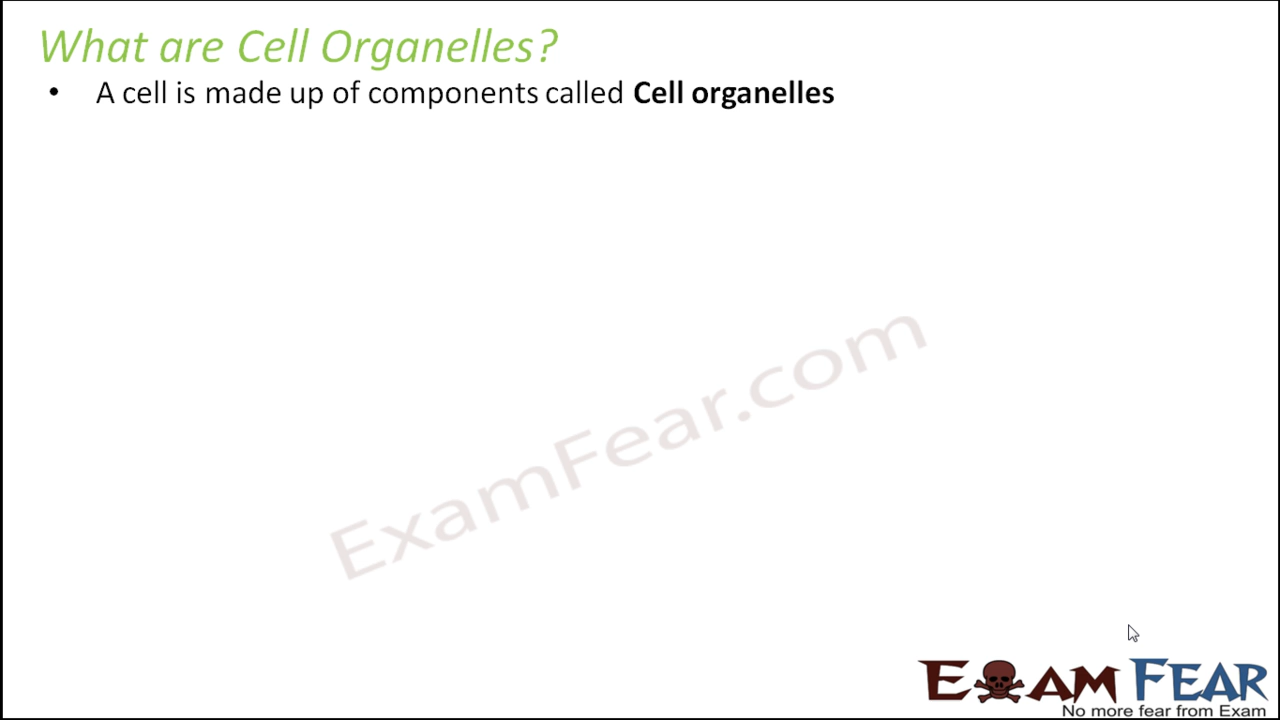 What are Cell Organelles?
• A cell is made up of components called Cell organelles
ExamFear.com
EXAM FEAR
No more fear from Exam